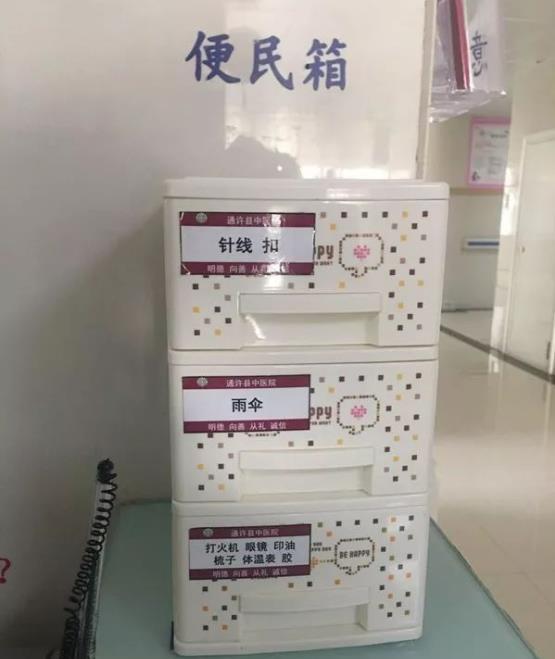 便民箱
意
通许县中医院
针线 扣
明德 向善 从礼 诚信
ppy
通许县中医院
雨伞
明德 向善 从礼 诚信
ppy
通许县中医院
打火机 眼镜 印油
梳子 体温表 胶
明德 向善 从礼 诚信
BE HAPPY
?